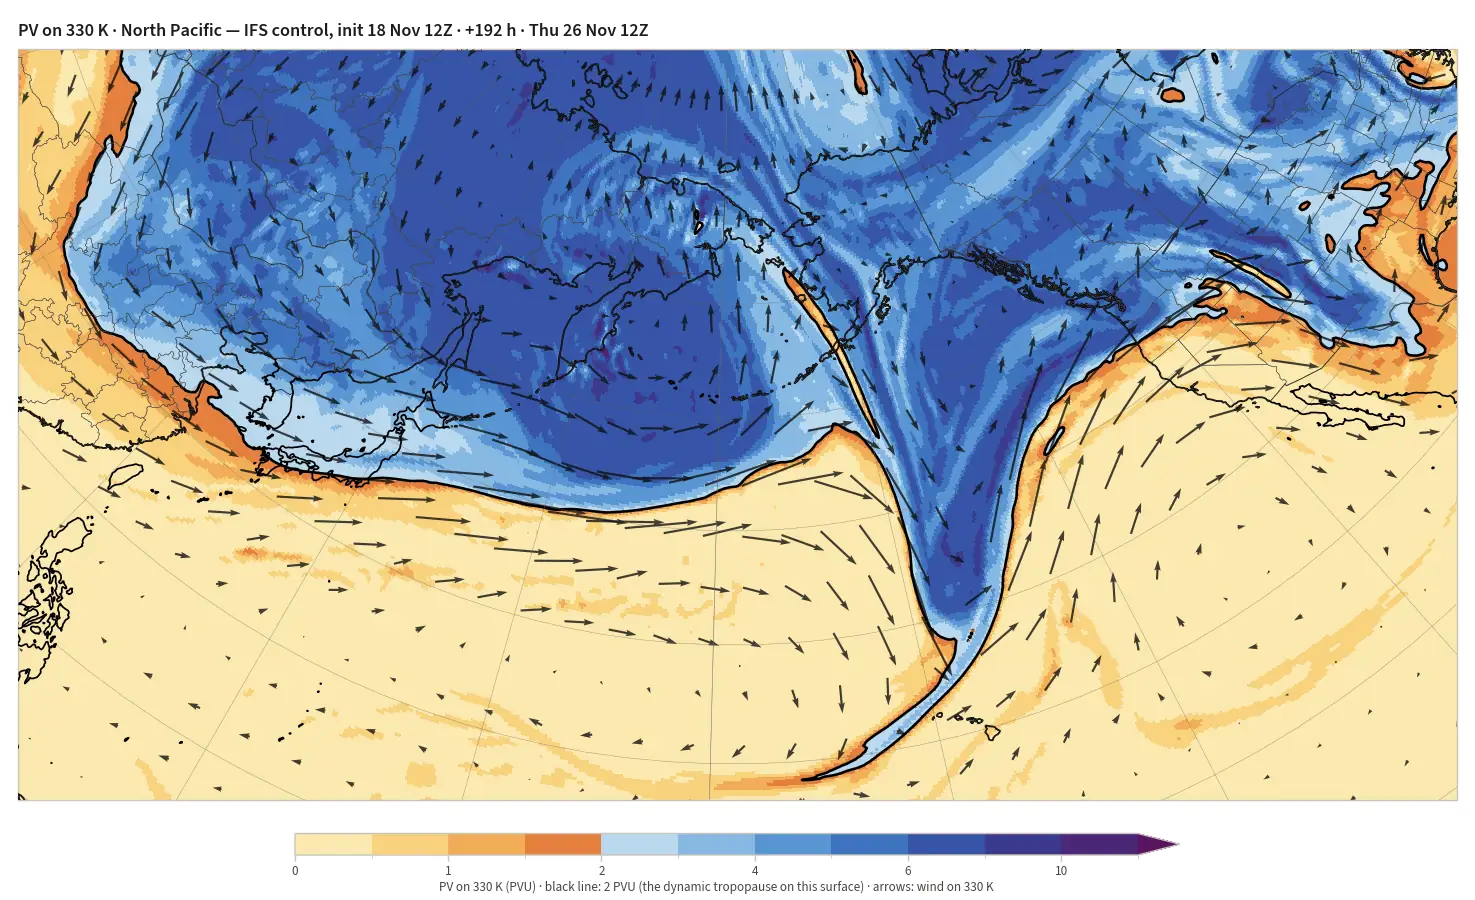 PV on 330 K · North Pacific — IFS control, init 18 Nov 12Z · +192 h · Thu 26 Nov 12Z
0 1 2 4 6 10
PV on 330 K (PVU) · black line: 2 PVU (the dynamic tropopause on this surface) · arrows: wind on 330 K